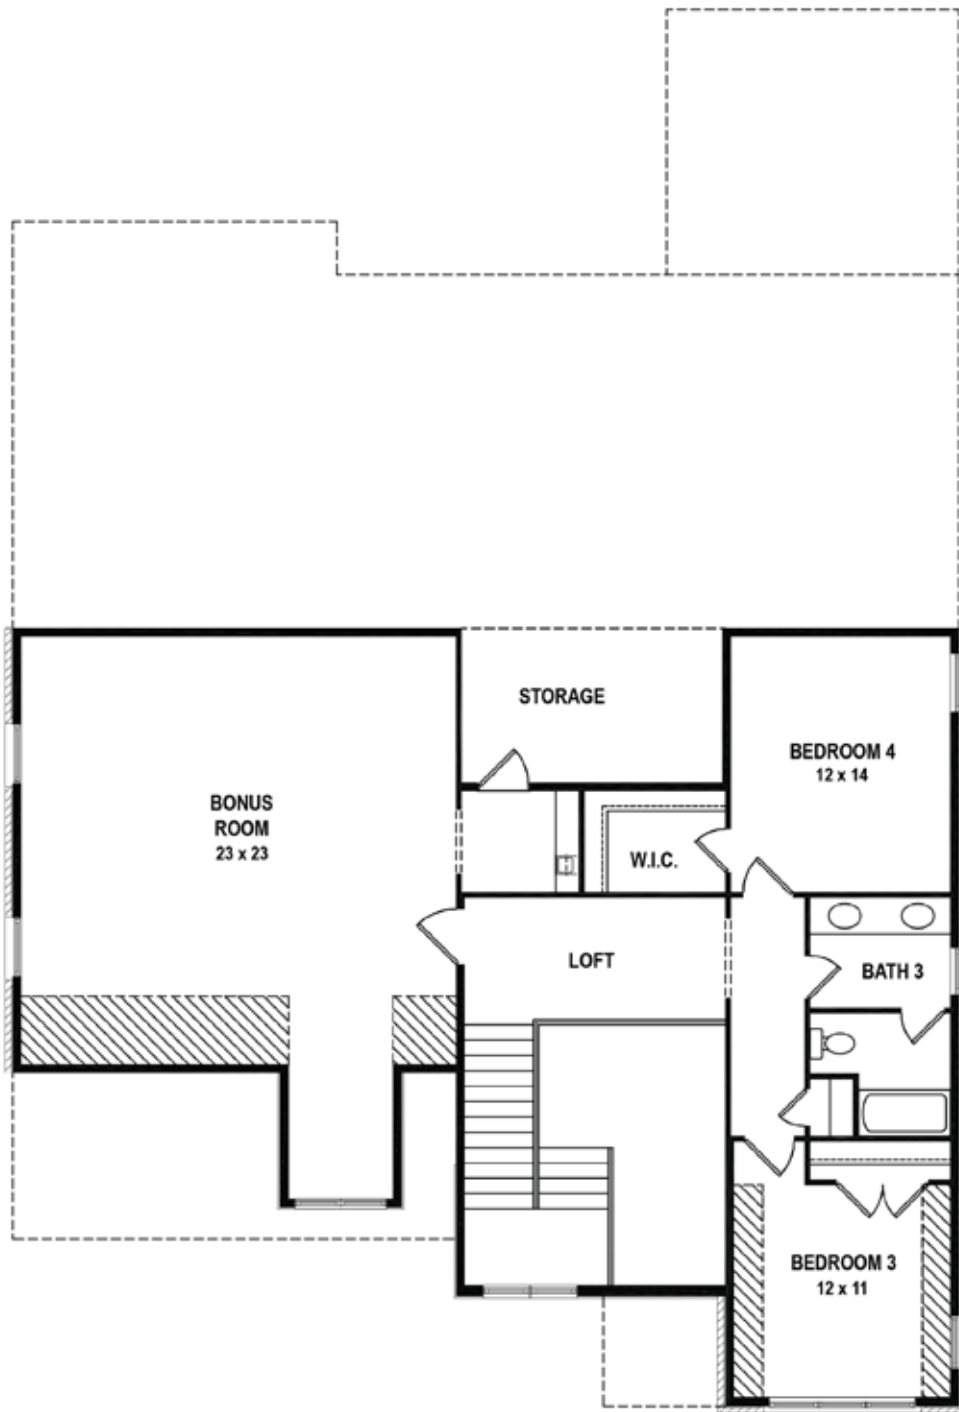 STORAGE
BEDROOM 4
12 x 14
BONUS
ROOM
23 x 23
W.I.C.
LOFT
BATH 3
BEDROOM 3
12 x 11